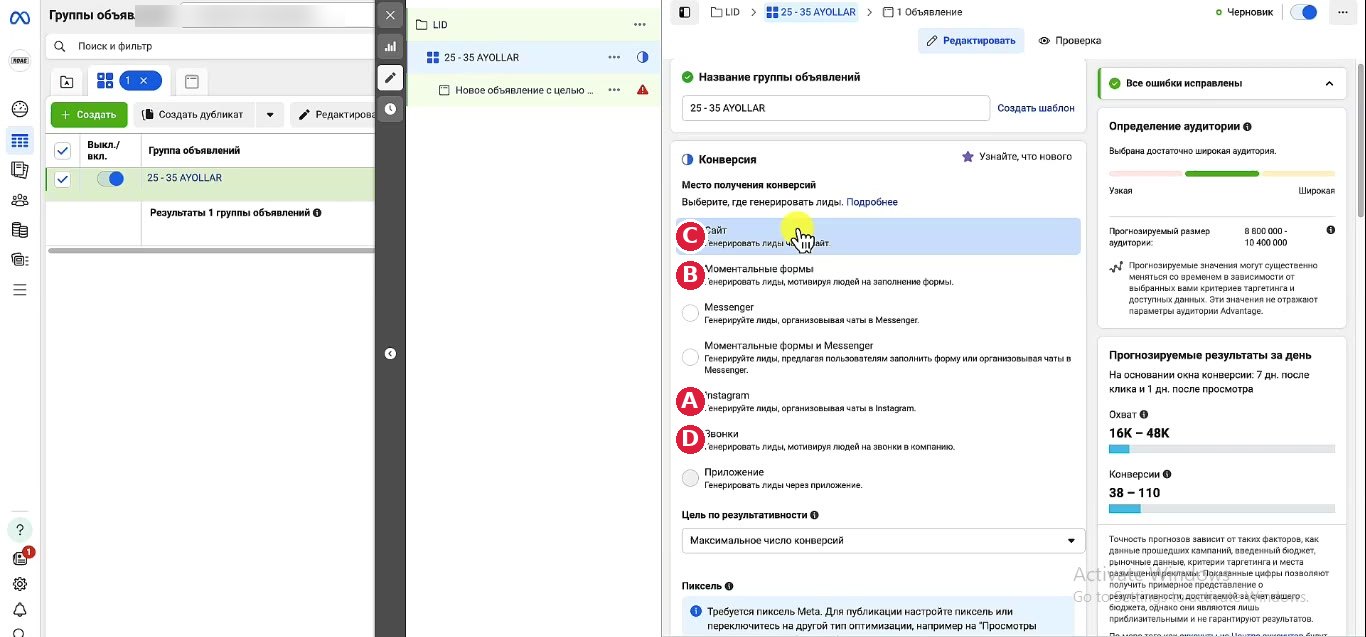 Группы объявл
Поиск и фильтр
1
Создать
Создать дубликат
Редактирова
Выкл./
вкл.
Группа объявлений
25 - 35 AYOLLAR
Результаты 1 группы объявлений
?
1
LID
25 - 35 AYOLLAR
Новое объявление с целью ...
LID
25 - 35 AYOLLAR
1 Объявление
Черновик
Редактировать
Проверка
Название группы объявлений
25 - 35 AYOLLAR
Создать шаблон
Конверсия
Узнайте, что нового
Место получения конверсий
Выберите, где генерировать лиды. Подробнее
C
Сайт
B
Моментальные формы
Генерировать лиды, мотивируя людей на заполнение формы.
Messenger
Генерируйте лиды, организовывая чаты в Messenger.
Моментальные формы и Messenger
Генерируйте лиды, предлагая пользователям заполнить форму или организовывая чаты в
Messenger.
A
Instagram
Генерируйте лиды, организовывая чаты в Instagram.
D
Звонки
Генерировать лиды, мотивируя людей на звонки в компанию.
Приложение
Генерировать лиды через приложение.
Цель по результативности
Максимальное число конверсий
Пиксель
Требуется пиксель Meta. Для публикации настройте пиксель или
переключитесь на другой тип оптимизации, например на "Просмотры
Все ошибки исправлены
Определение аудитории
Выбрана достаточно широкая аудитория.
Узкая
Широкая
Прогнозируемый размер
аудитории:
8 800 000 -
10 400 000
Прогнозируемые значения могут существенно
меняться со временем в зависимости от
выбранных вами критериев таргетинга и
доступных данных. Эти значения не отражают
параметры аудитории Advantage.
Прогнозируемые результаты за день
На основании окна конверсии: 7 дн. после
клика и 1 дн. после просмотра
Охват
16K – 48K
Конверсии
38 – 110
Точность прогнозов зависит от таких факторов, как
данные прошедших кампаний, введенный бюджет,
рыночные данные, критерии таргетинга и места
размещения рекламы. Показанные цифры позволяют
получить примерное представление о
результативности, достигаемой за счет вашего
бюджета, однако они являются лишь
приблизительными и не гарантируют результатов.
Activate Windows
Go to Settings to activate Windows.